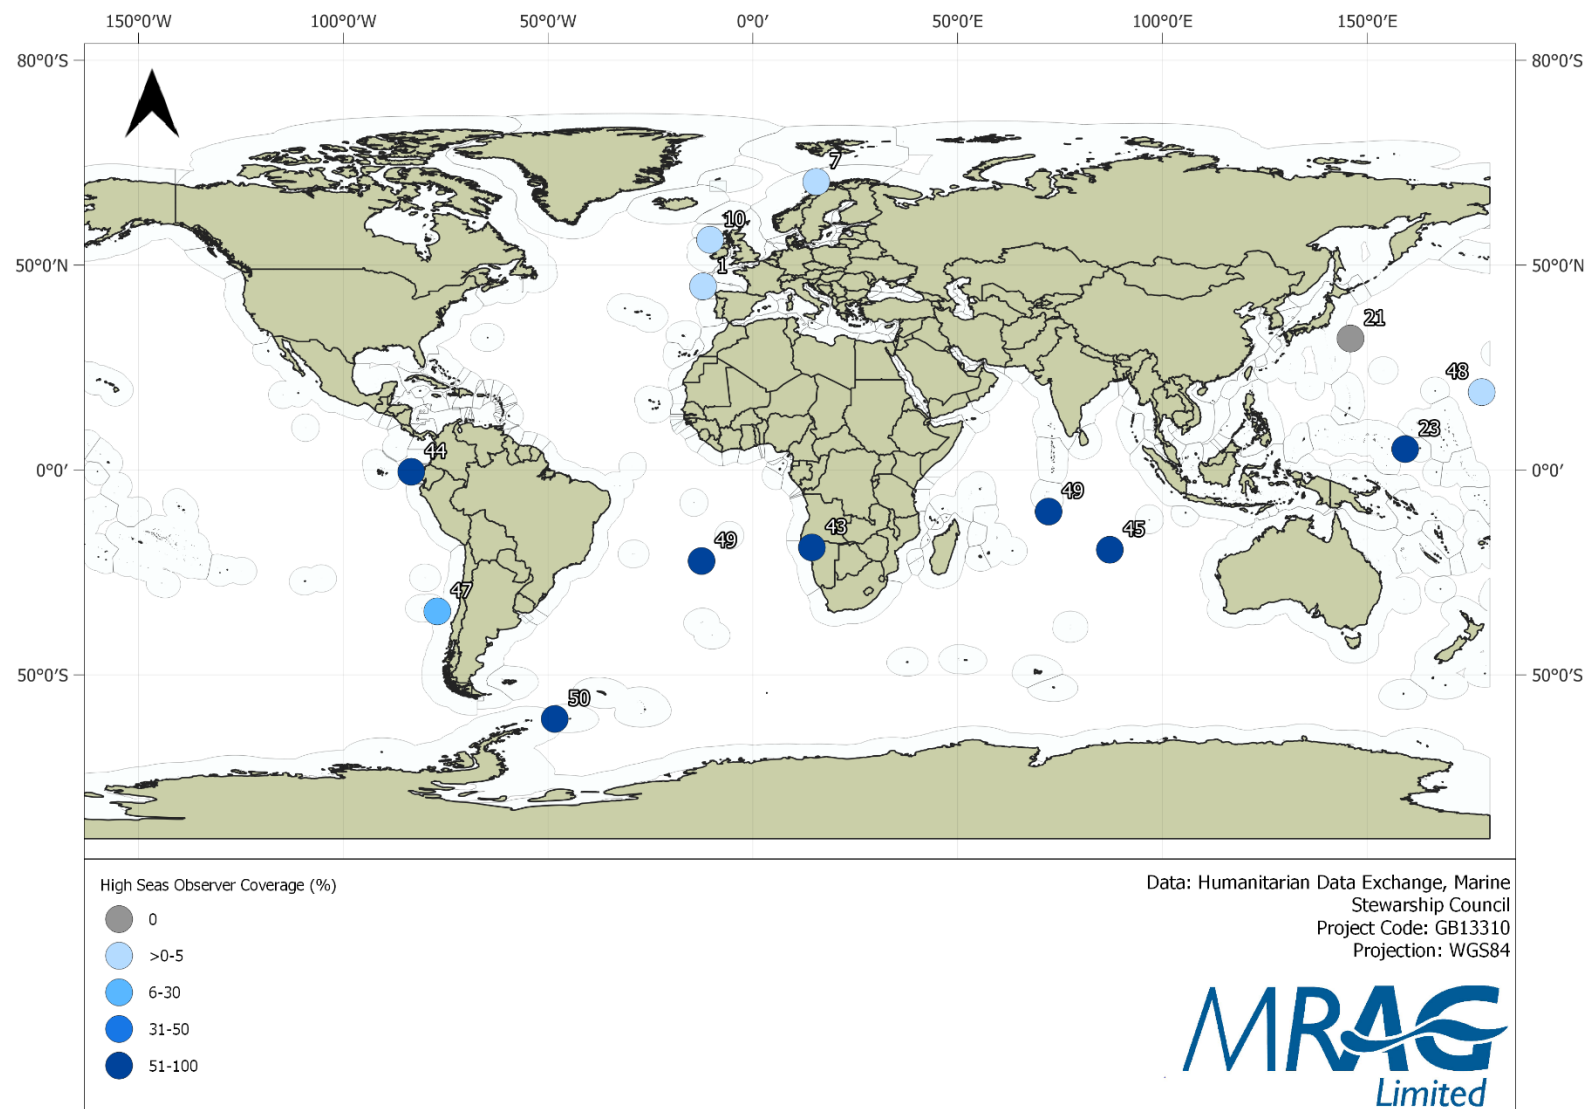 150°0′W 100°0′W 50°0′W 0°0′ 50°0′E 100°0′E 150°0′E
80°0′S 80°0′S
7
10
50°0′N 1 50°0′N
21
48
23
44
0°0′ 0°0′
49
43
49 45
47
50°0′S 50°0′S
50
High Seas Observer Coverage (%)
0
>0-5
6-30
31-50
51-100
Data: Humanitarian Data Exchange, Marine
Stewarship Council
Project Code: GB13310
Projection: WGS84
MRAG
Limited